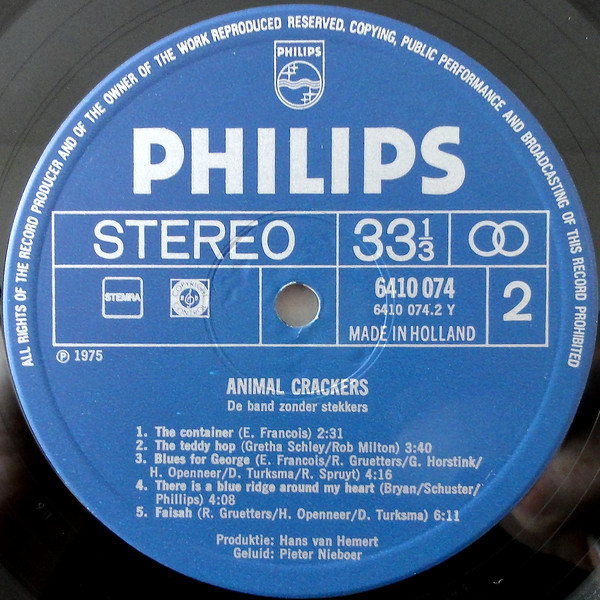 ALL RIGHTS OF THE RECORD PRODUCER AND OF THE OWNER OF THE WORK REPRODUCED RESERVED. COPYING, PUBLIC PERFORMANCE AND BROADCASTING OF THIS RECORD PROHIBITED
PHILIPS
PHILIPS
STEREO
33 1/3
STEMRA
6410 074
6410 074.2 Y
MADE IN HOLLAND
2
Ⓟ 1975
ANIMAL CRACKERS
De band zonder stekkers
1. The container (E. Francois) 2:31
2. The teddy hop (Gretha Schley/Rob Milton) 3:40
3. Blues for George (E. Francois/R. Gruetters/G. Horstink/
H. Openneer/D. Turksma/R. Spruyt) 4:16
4. There is a blue ridge around my heart (Bryan/Schuster/
Phillips) 4:08
5. Faisah (R. Gruetters/H. Openneer/D. Turksma) 6:11
Produktie: Hans van Hemert
Geluid: Pieter Nieboer